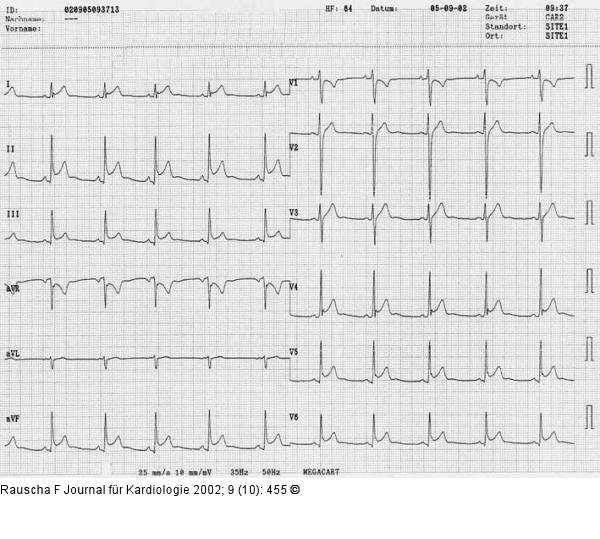 ID: 020905093713 HF: 64 Datum: 05-09-02 Zeit: 09:37
Nachname: --- Gerät CAR2
Vorname: Standort: SITE1
Ort: SITE1
I V1
II V2
III V3
aVR V4
aVL V5
aVF V6
25 mm/s 10 mm/mV 35Hz 50Hz MEGACART
Rauscha F Journal für Kardiologie 2002; 9 (10): 455 ©